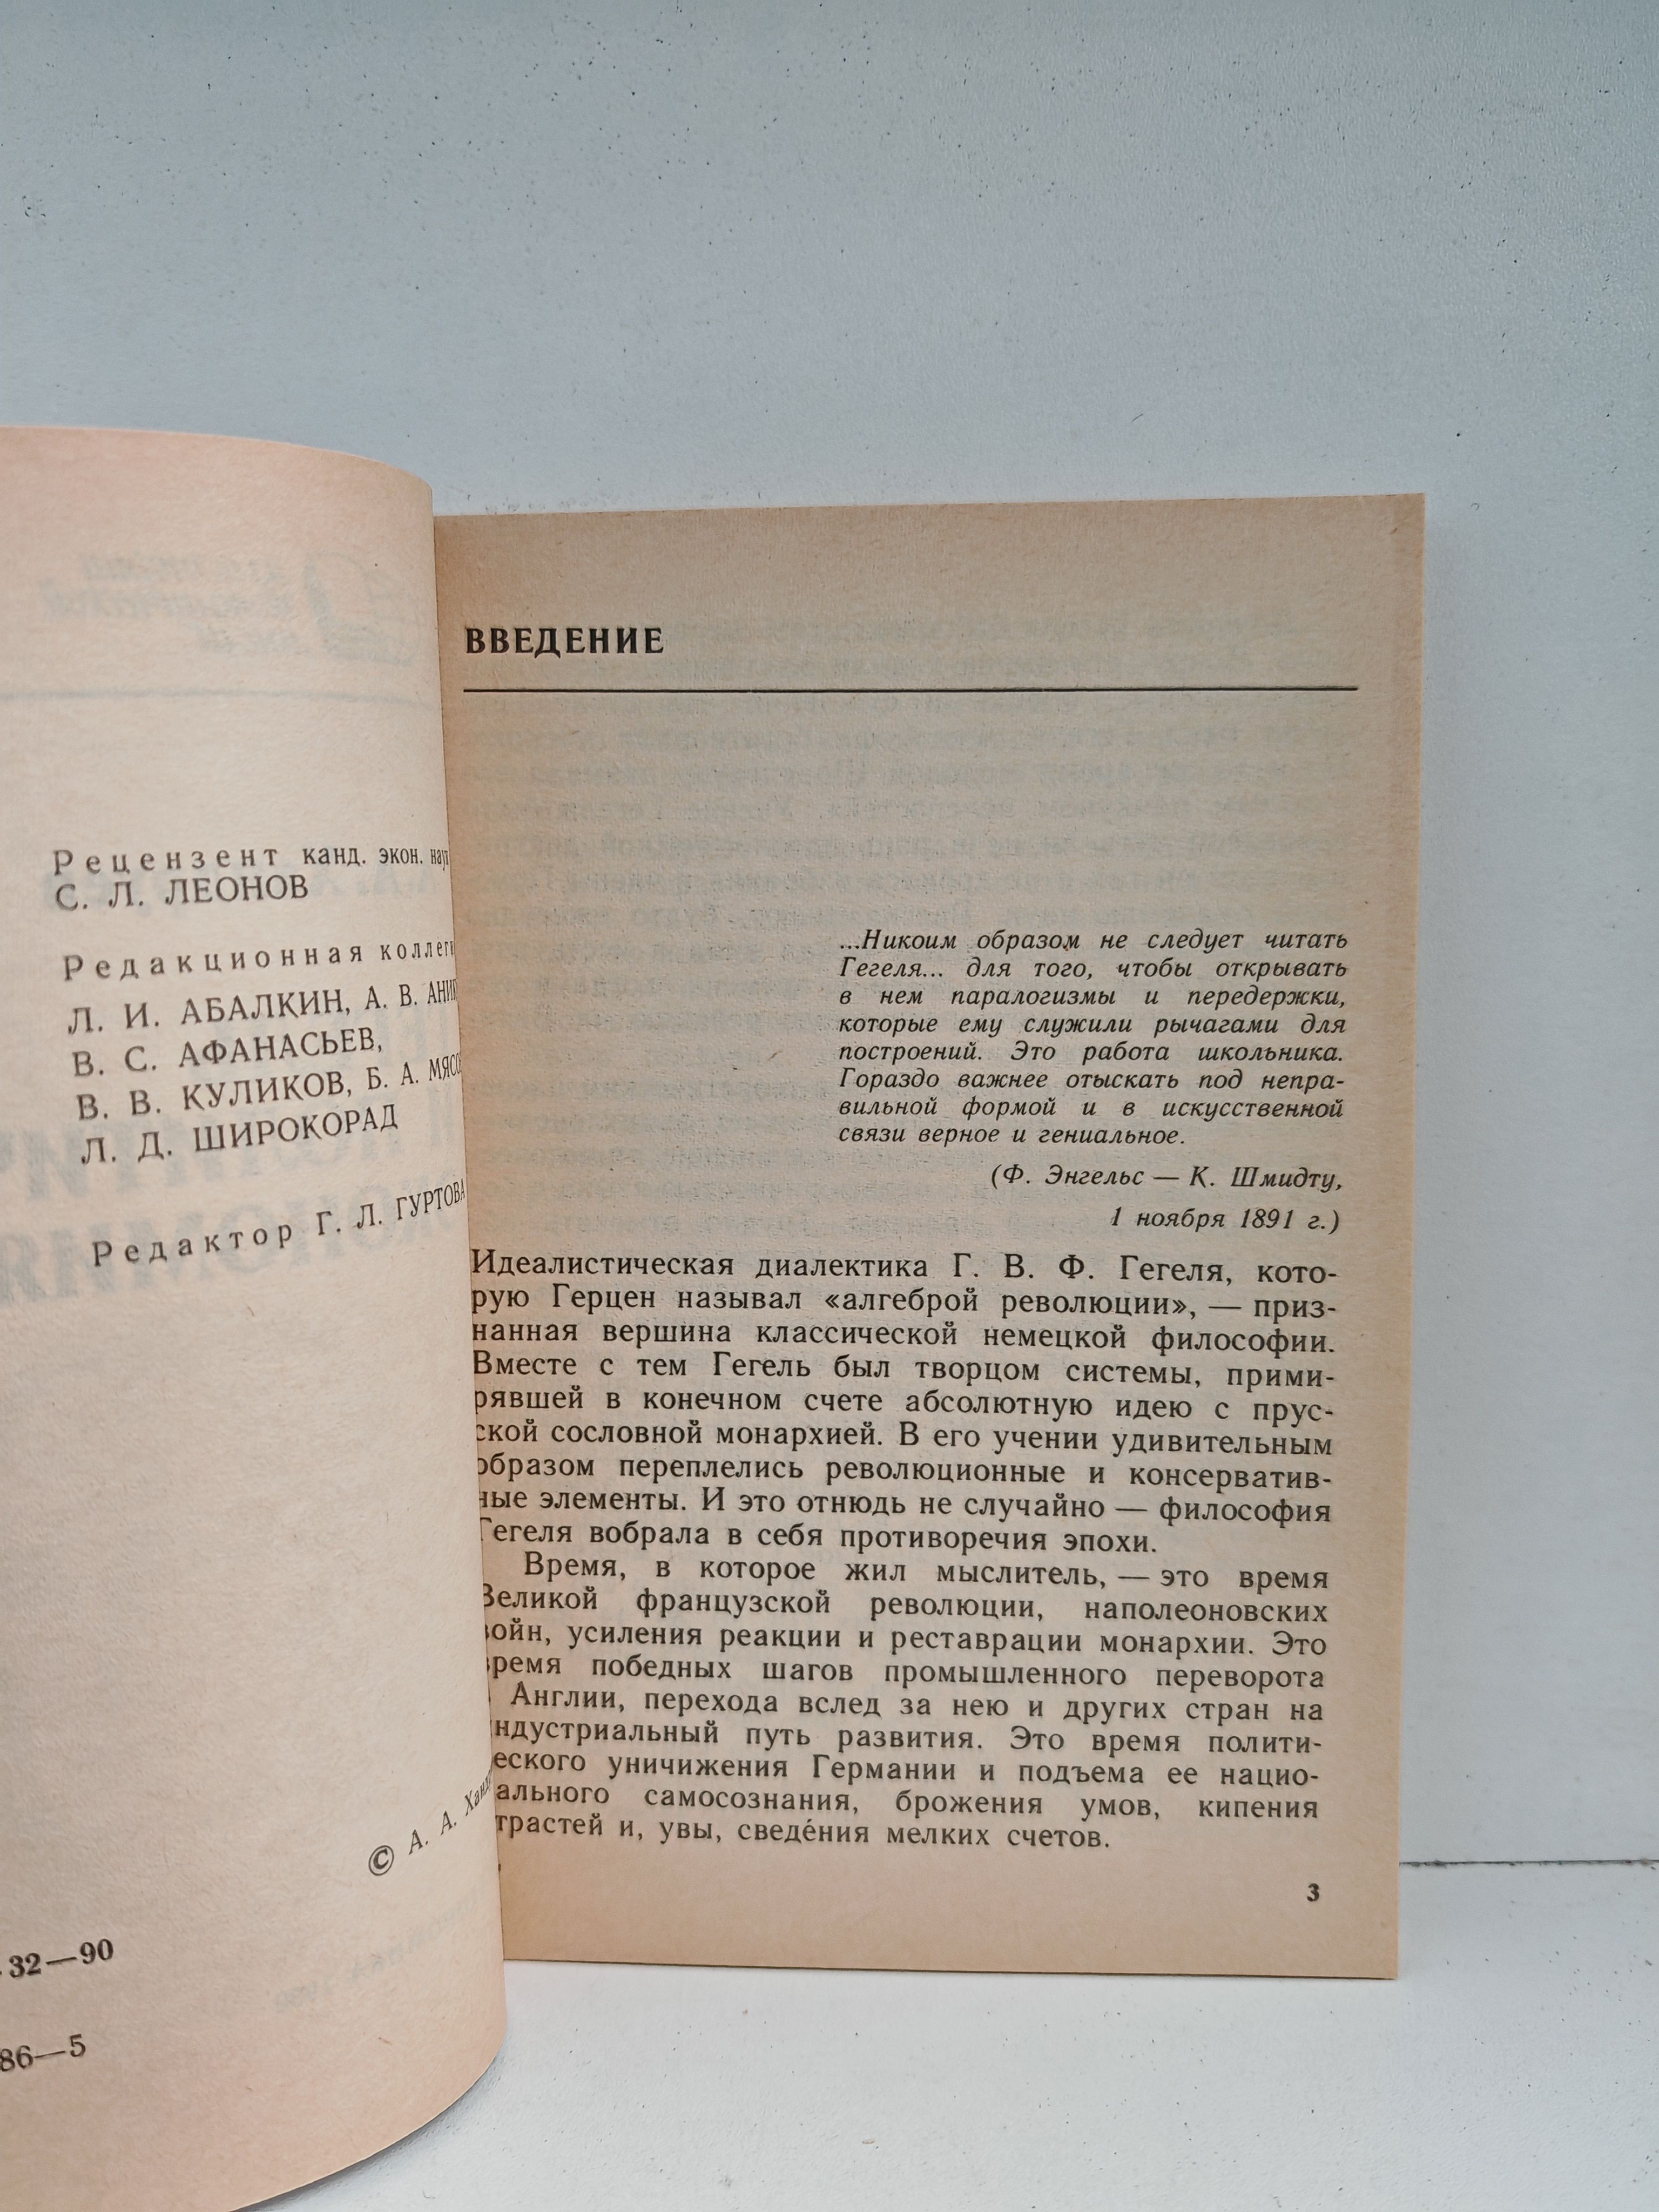 Рецензент канд. экон.
С. Л. ЛЕОНОВ
Редакционная
Л. И. АБАЛКИН, А. В.
В. С. АФАНАСЬЕВ,
В. В. КУЛИКОВ, Б. А.
Л. Д. ШИРОКОРАД
Редактор Г. Л. ГУРТОВА
© А. А.
32—90
86—5
ВВЕДЕНИЕ
...Никоим образом не следует читать
Гегеля... для того, чтобы открывать
в нем паралогизмы и передержки,
которые ему служили рычагами для
построений. Это работа школьника.
Гораздо важнее отыскать под непра-
вильной формой и в искусственной
связи верное и гениальное.
(Ф. Энгельс — К. Шмидту,
1 ноября 1891 г.)
Идеалистическая диалектика Г. В. Ф. Гегеля, кото-
рую Герцен называл «алгеброй революции», — приз-
нанная вершина классической немецкой философии.
Вместе с тем Гегель был творцом системы, прими-
рявшей в конечном счете абсолютную идею с прус-
ской сословной монархией. В его учении удивительным
образом переплелись революционные и консерватив-
ные элементы. И это отнюдь не случайно — философия
Гегеля вобрала в себя противоречия эпохи.
Время, в которое жил мыслитель, — это время
Великой французской революции, наполеоновских
войн, усиления реакции и реставрации монархии. Это
время победных шагов промышленного переворота
в Англии, перехода вслед за нею и других стран на
индустриальный путь развития. Это время полити-
ческого уничижения Германии и подъема ее нацио-
нального самосознания, брожения умов, кипения
страстей и, увы, сведе́ния мелких счетов.
3